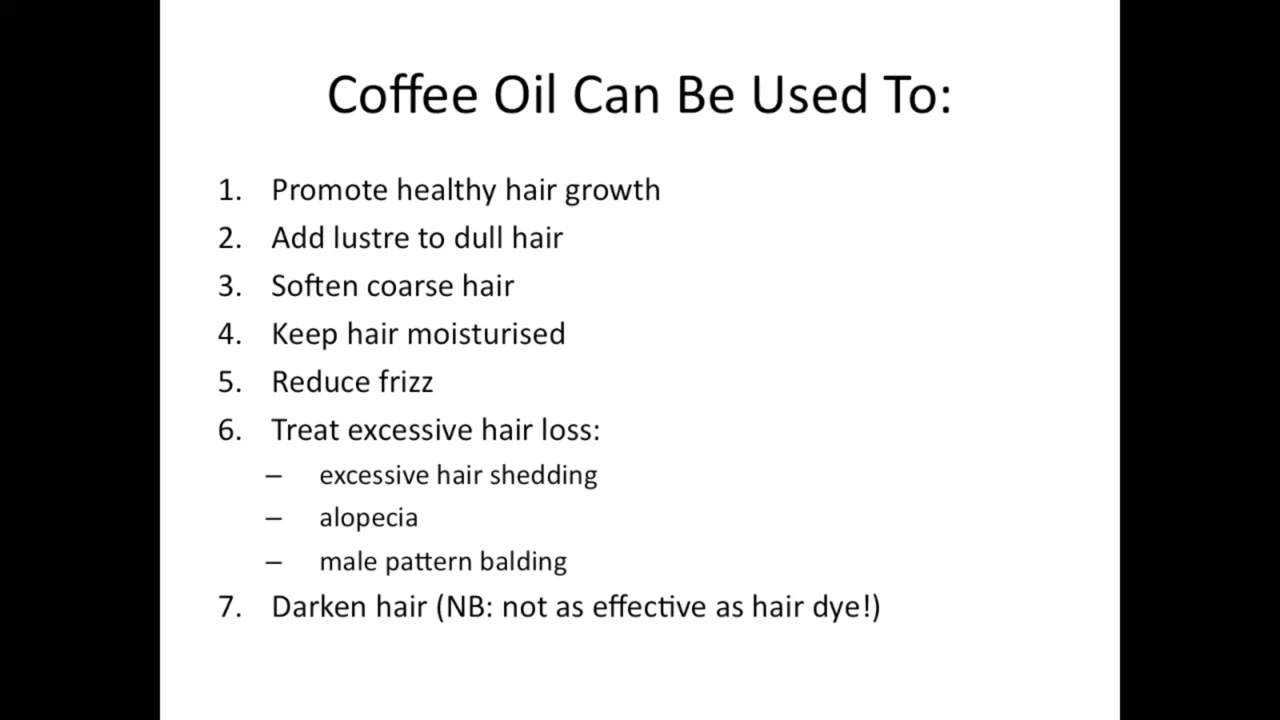 Coffee Oil Can Be Used To:
1. Promote healthy hair growth
2. Add lustre to dull hair
3. Soften coarse hair
4. Keep hair moisturised
5. Reduce frizz
6. Treat excessive hair loss:
– excessive hair shedding
– alopecia
– male pattern balding
7. Darken hair (NB: not as effective as hair dye!)